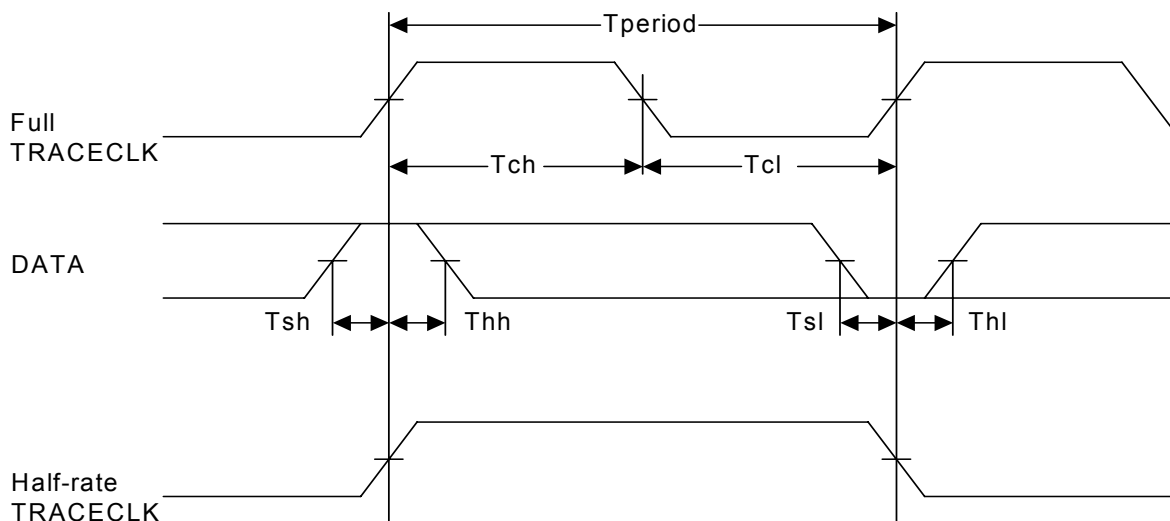 Tperiod
Full
TRACECLK
Tch
Tcl
DATA
Tsh
Thh
Tsl
Thl
Half-rate
TRACECLK